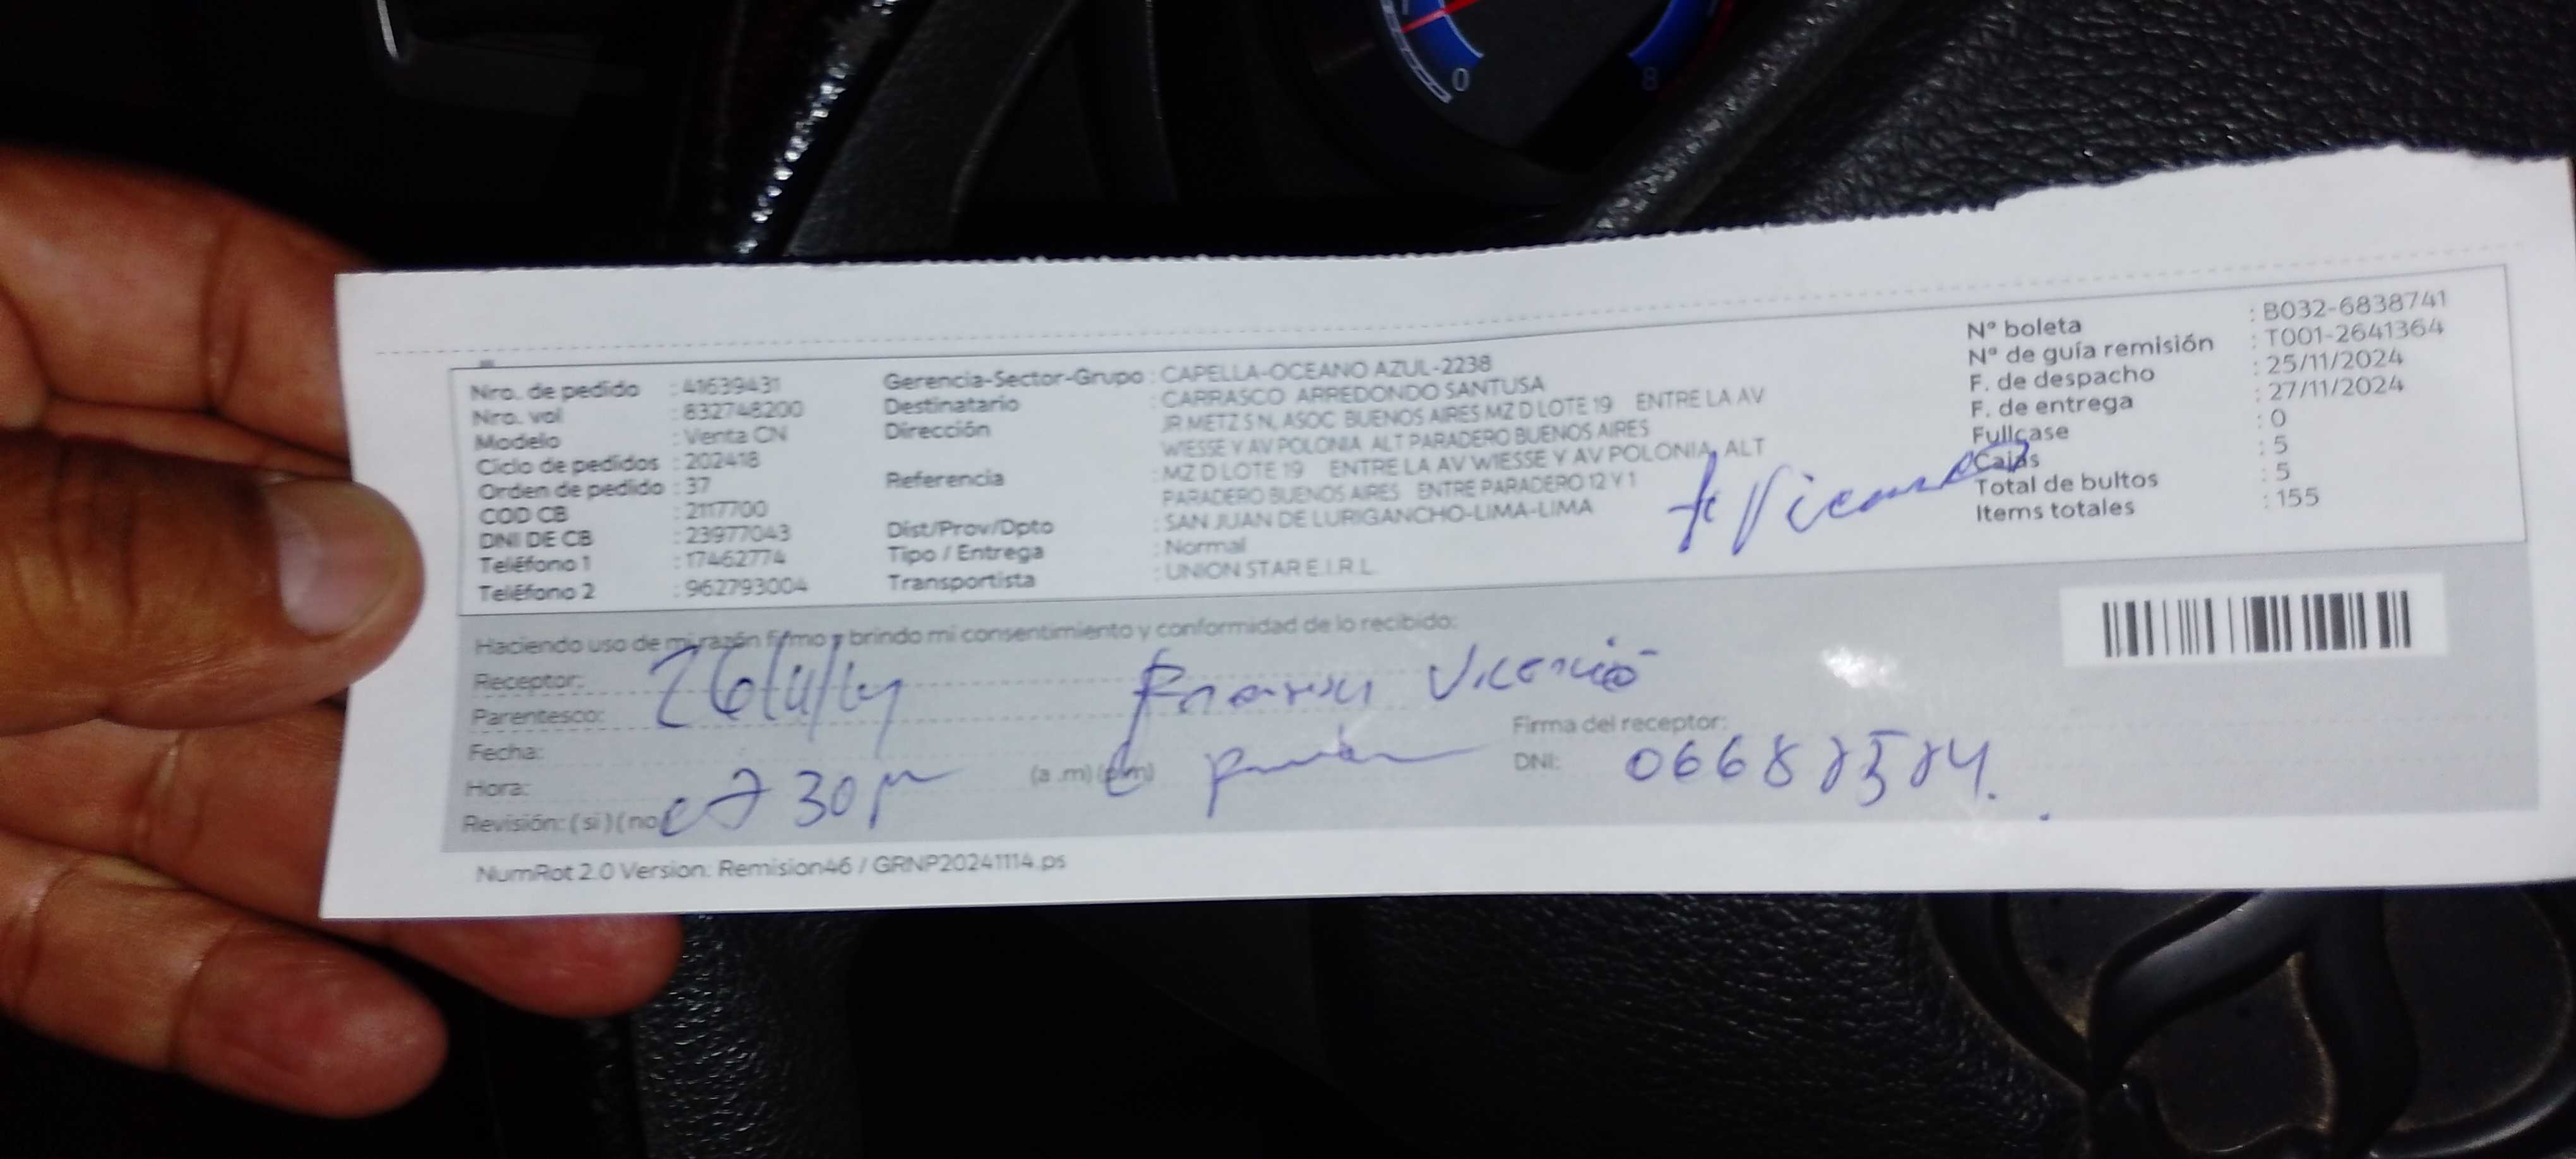 0 8
Nro. de pedido : 41639431
Nro. vol : 832748200
Modelo : Venta CN
Ciclo de pedidos : 202418
Orden de pedido : 37
COD CB : 2117700
DNI DE CB : 23977043
Teléfono 1 : 17462774
Teléfono 2 : 962793004
Gerencia-Sector-Grupo : CAPELLA-OCEANO AZUL-2238
Destinatario : CARRASCO ARREDONDO SANTUSA
Dirección : JR METZ S N, ASOC BUENOS AIRES MZ D LOTE 19 ENTRE LA AV
WIESSE Y AV POLONIA ALT PARADERO BUENOS AIRES
Referencia : MZ D LOTE 19 ENTRE LA AV WIESSE Y AV POLONIA, ALT
PARADERO BUENOS AIRES ENTRE PARADERO 12 Y 1
Dist/Prov/Dpto : SAN JUAN DE LURIGANCHO-LIMA-LIMA
Tipo / Entrega : Normal
Transportista : UNION STAR E.I.R.L
N° boleta : B032-6838741
N° de guía remisión : T001-2641364
F. de despacho : 25/11/2024
F. de entrega : 27/11/2024
Fullcase : 0
Cajas : 5
Total de bultos : 5
Items totales : 155
Haciendo uso de mi razón firmo y brindo mi consentimiento y conformidad de lo recibido:
Receptor:
Parentesco:
Fecha:
Hora: 30 (a .m) (p.m)
Revisión: ( si ) ( no
Firma del receptor:
DNI:
NumRot 2.0 Version: Remision46 / GRNP20241114.ps